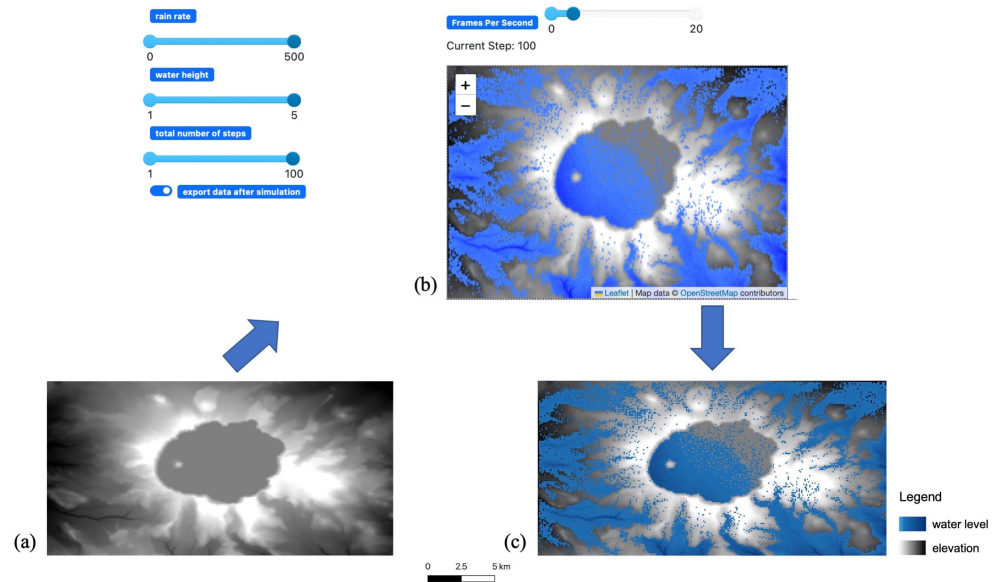 rain rate
0 500
water height
1 5
total number of steps
1 100
export data after simulation
Frames Per Second
0 20
Current Step: 100
+
−
Leaflet | Map data © OpenStreetMap contributors
(b)
(a)
(c)
Legend
water level
elevation
0 2.5 5 km